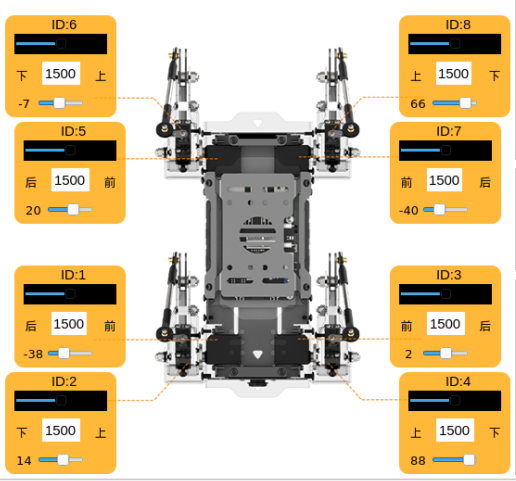 ID:6
下 1500 上
-7
ID:8
上 1500 下
66
ID:5
后 1500 前
20
ID:7
前 1500 后
-40
ID:1
后 1500 前
-38
ID:3
前 1500 后
2
ID:2
下 1500 上
14
ID:4
上 1500 下
88